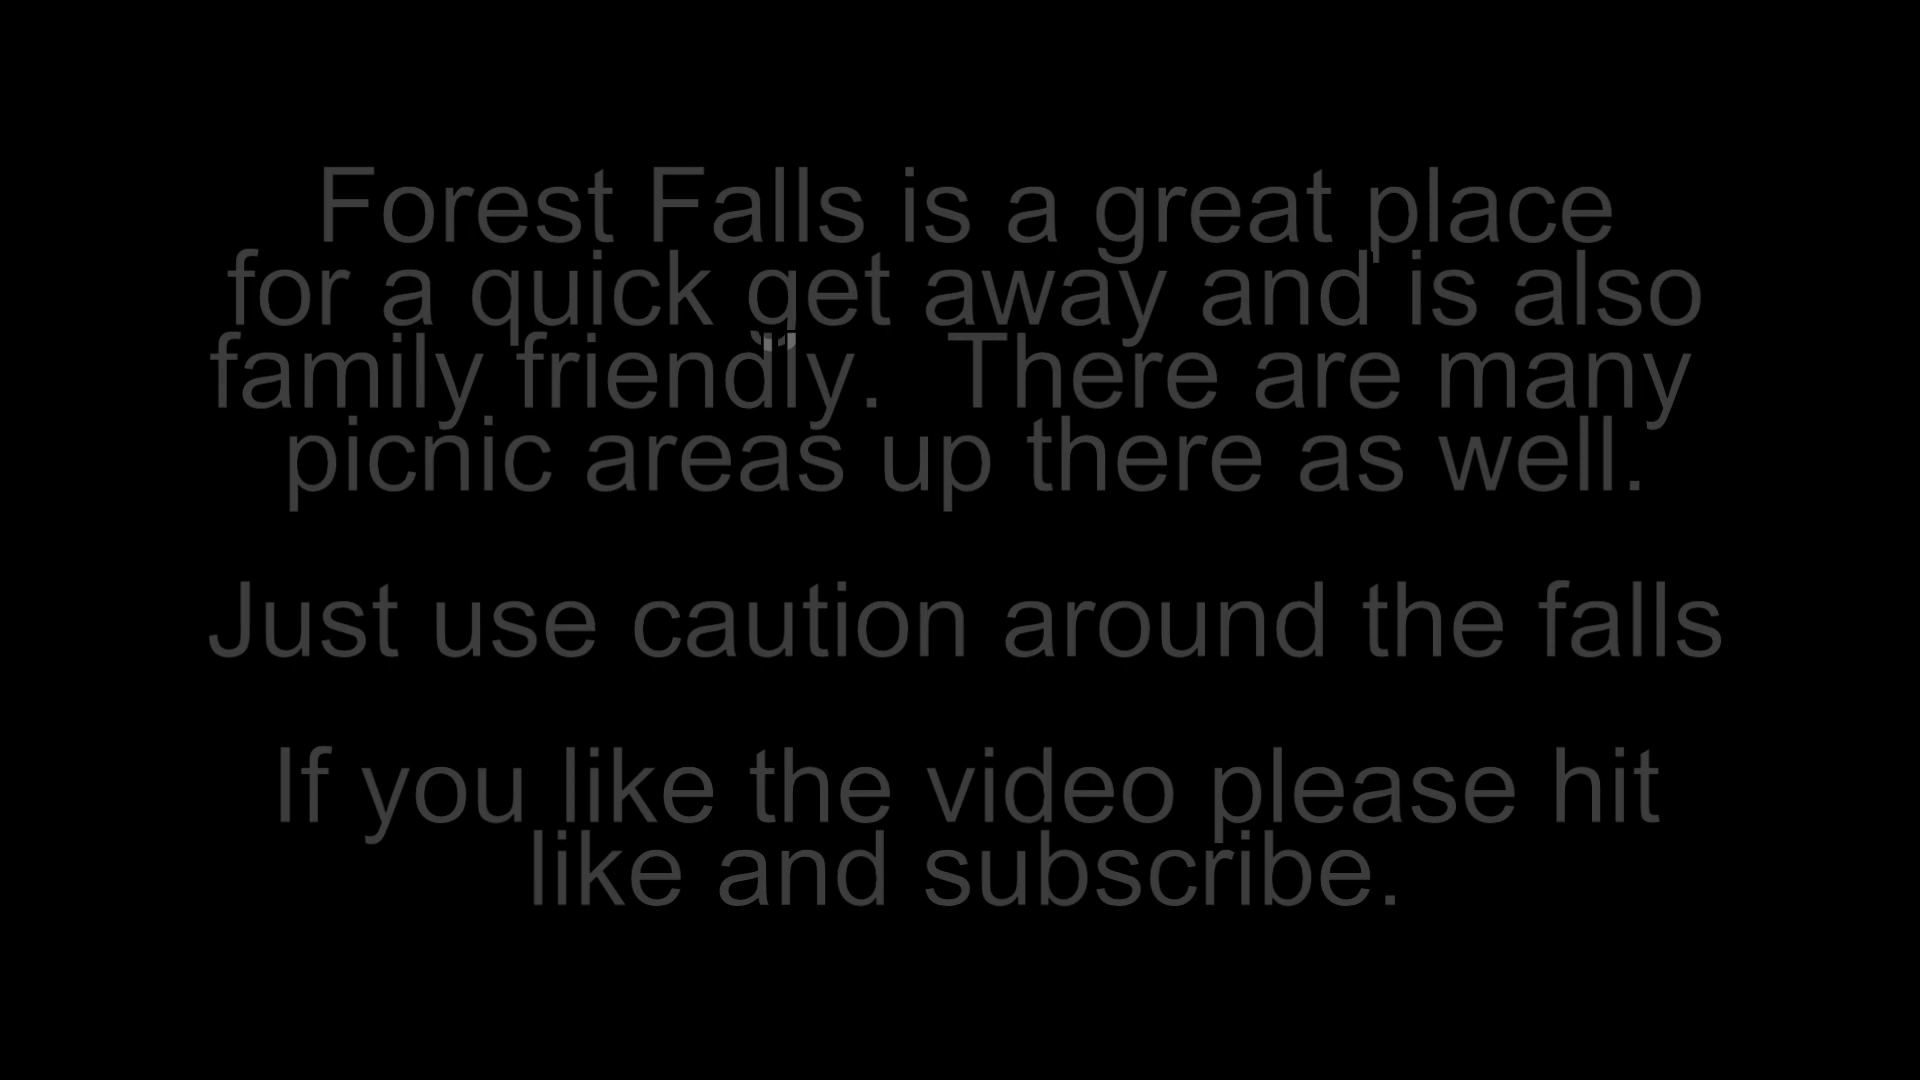 Forest Falls is a great place
for a quick get away and is also
family friendly.  There are many
picnic areas up there as well.
Just use caution around the falls
If you like the video please hit
like and subscribe.